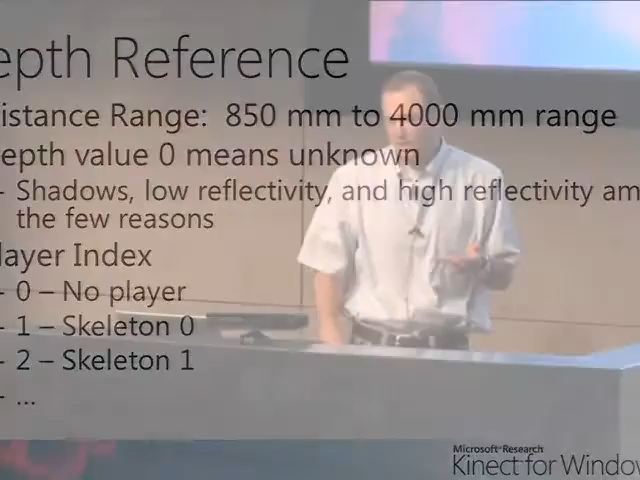 epth Reference
istance Range: 850 mm to 4000 mm range
epth value 0 means unknown
- Shadows, low reflectivity, and high reflectivity am
the few reasons
layer Index
- 0 – No player
- 1 – Skeleton 0
- 2 – Skeleton 1
- ...
Microsoft Research
Kinect for Window